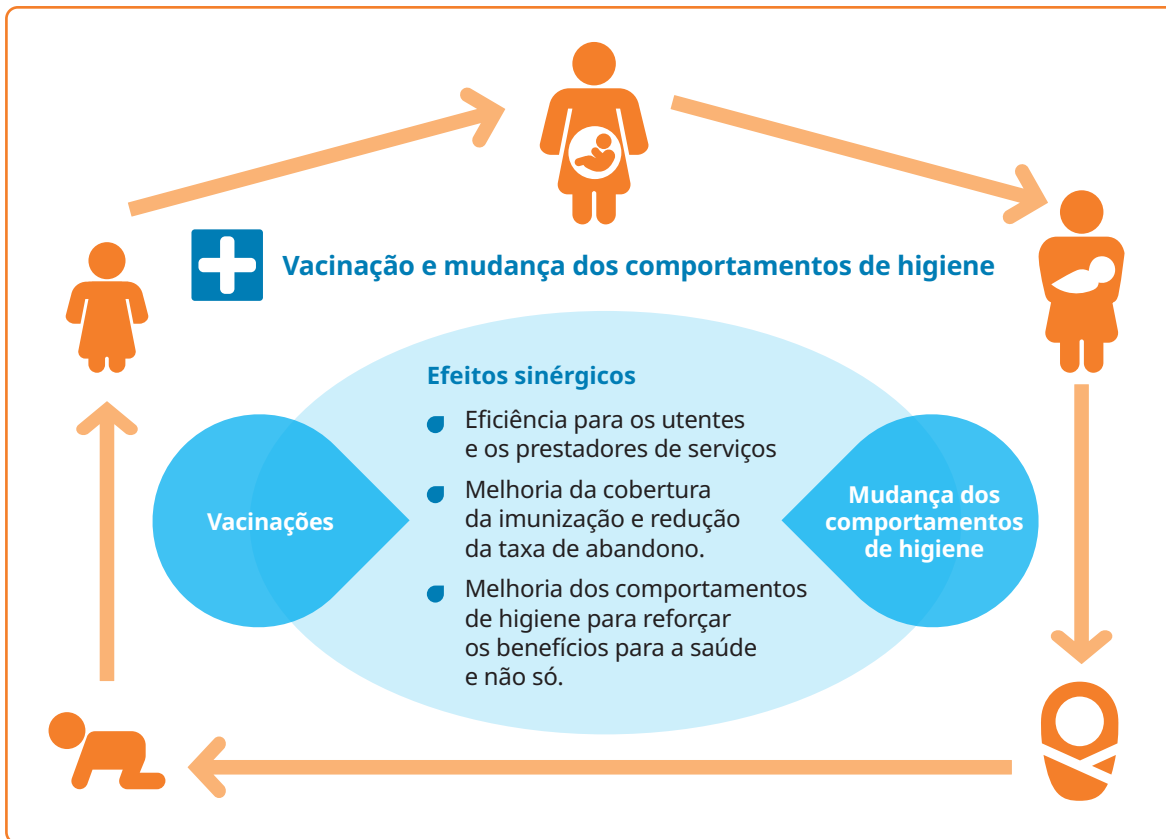 Vacinação e mudança dos comportamentos de higiene
Efeitos sinérgicos
Eficiência para os utentes
e os prestadores de serviços
Melhoria da cobertura
da imunização e redução
da taxa de abandono.
Melhoria dos comportamentos
de higiene para reforçar
os benefícios para a saúde
e não só.
Vacinações
Mudança dos
comportamentos
de higiene